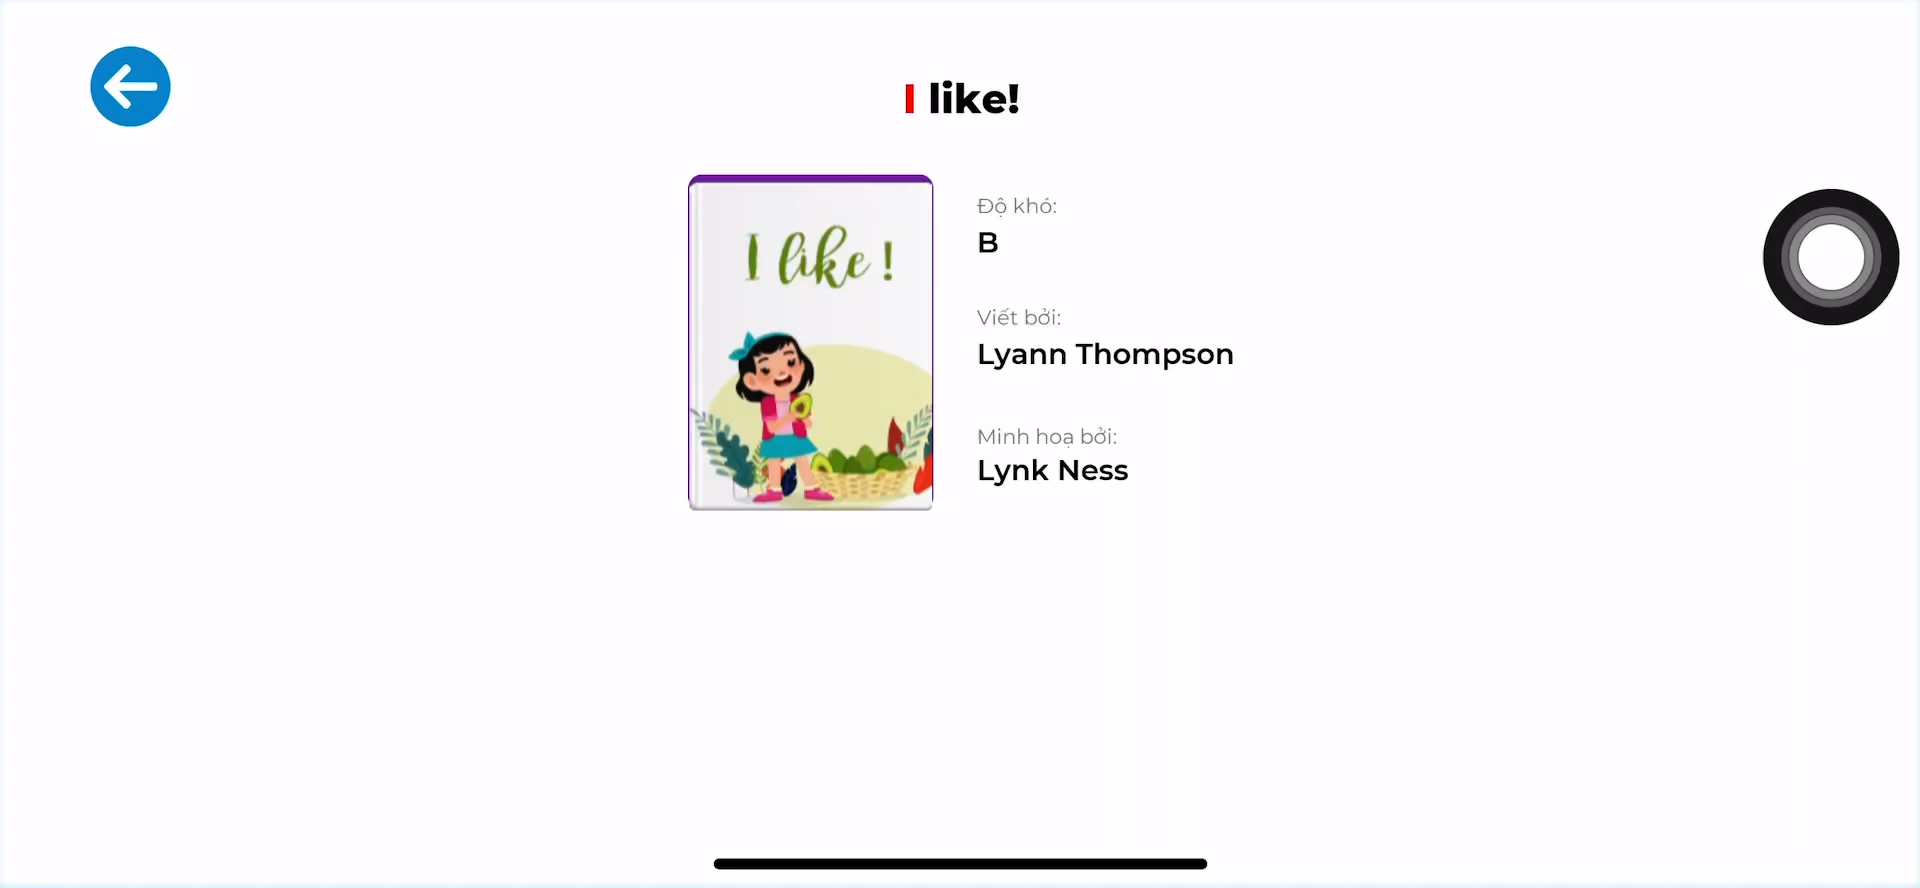 I like!
I like !
Độ khó:
B
Viết bởi:
Lyann Thompson
Minh hoạ bởi:
Lynk Ness